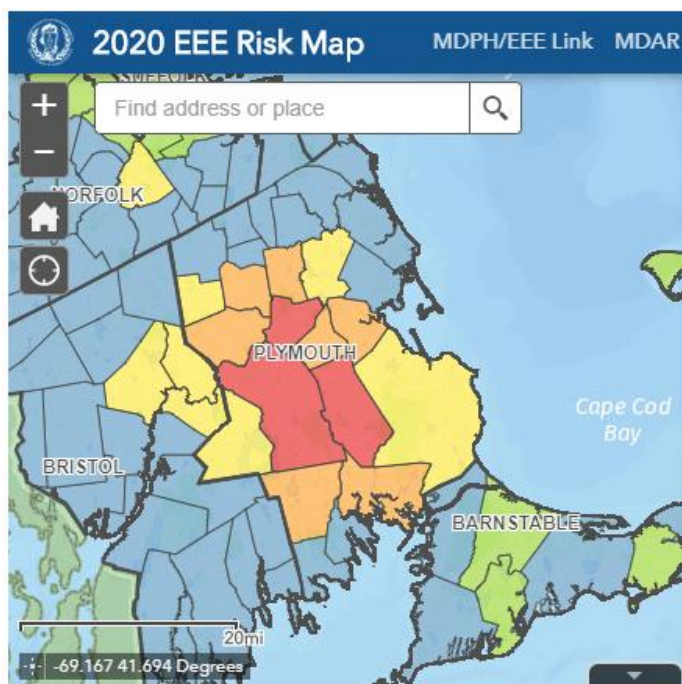 2020 EEE Risk Map MDPH/EEE Link MDAR
SUFFOLK
+
Find address or place
−
NORFOLK
PLYMOUTH
Cape Cod
Bay
BRISTOL
BARNSTABLE
20mi
-69.167 41.694 Degrees